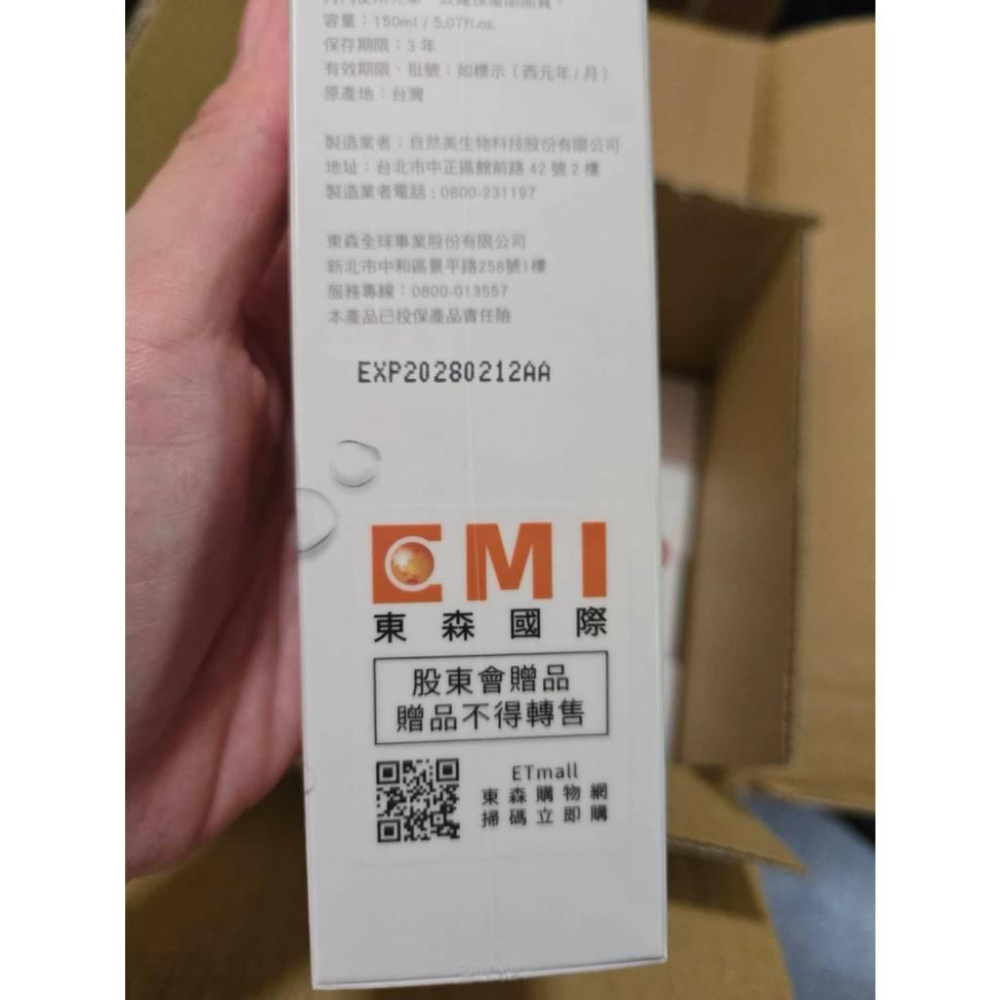 容量：150ml / 5.07fl.oz.
保存期限：3 年
有效期限、批號：如標示（西元年/月）
原產地：台灣
製造業者：自然美生物科技股份有限公司
地址：台北市中正區館前路 42 號 2 樓
製造業者電話：0800-231197
東森全球事業股份有限公司
新北市中和區景平路258號1樓
服務專線：0800-013557
本產品已投保產品責任險
EXP20280212AA
EMI
東森國際
股東會贈品
贈品不得轉售
ETmall
東森購物網
掃碼立即購